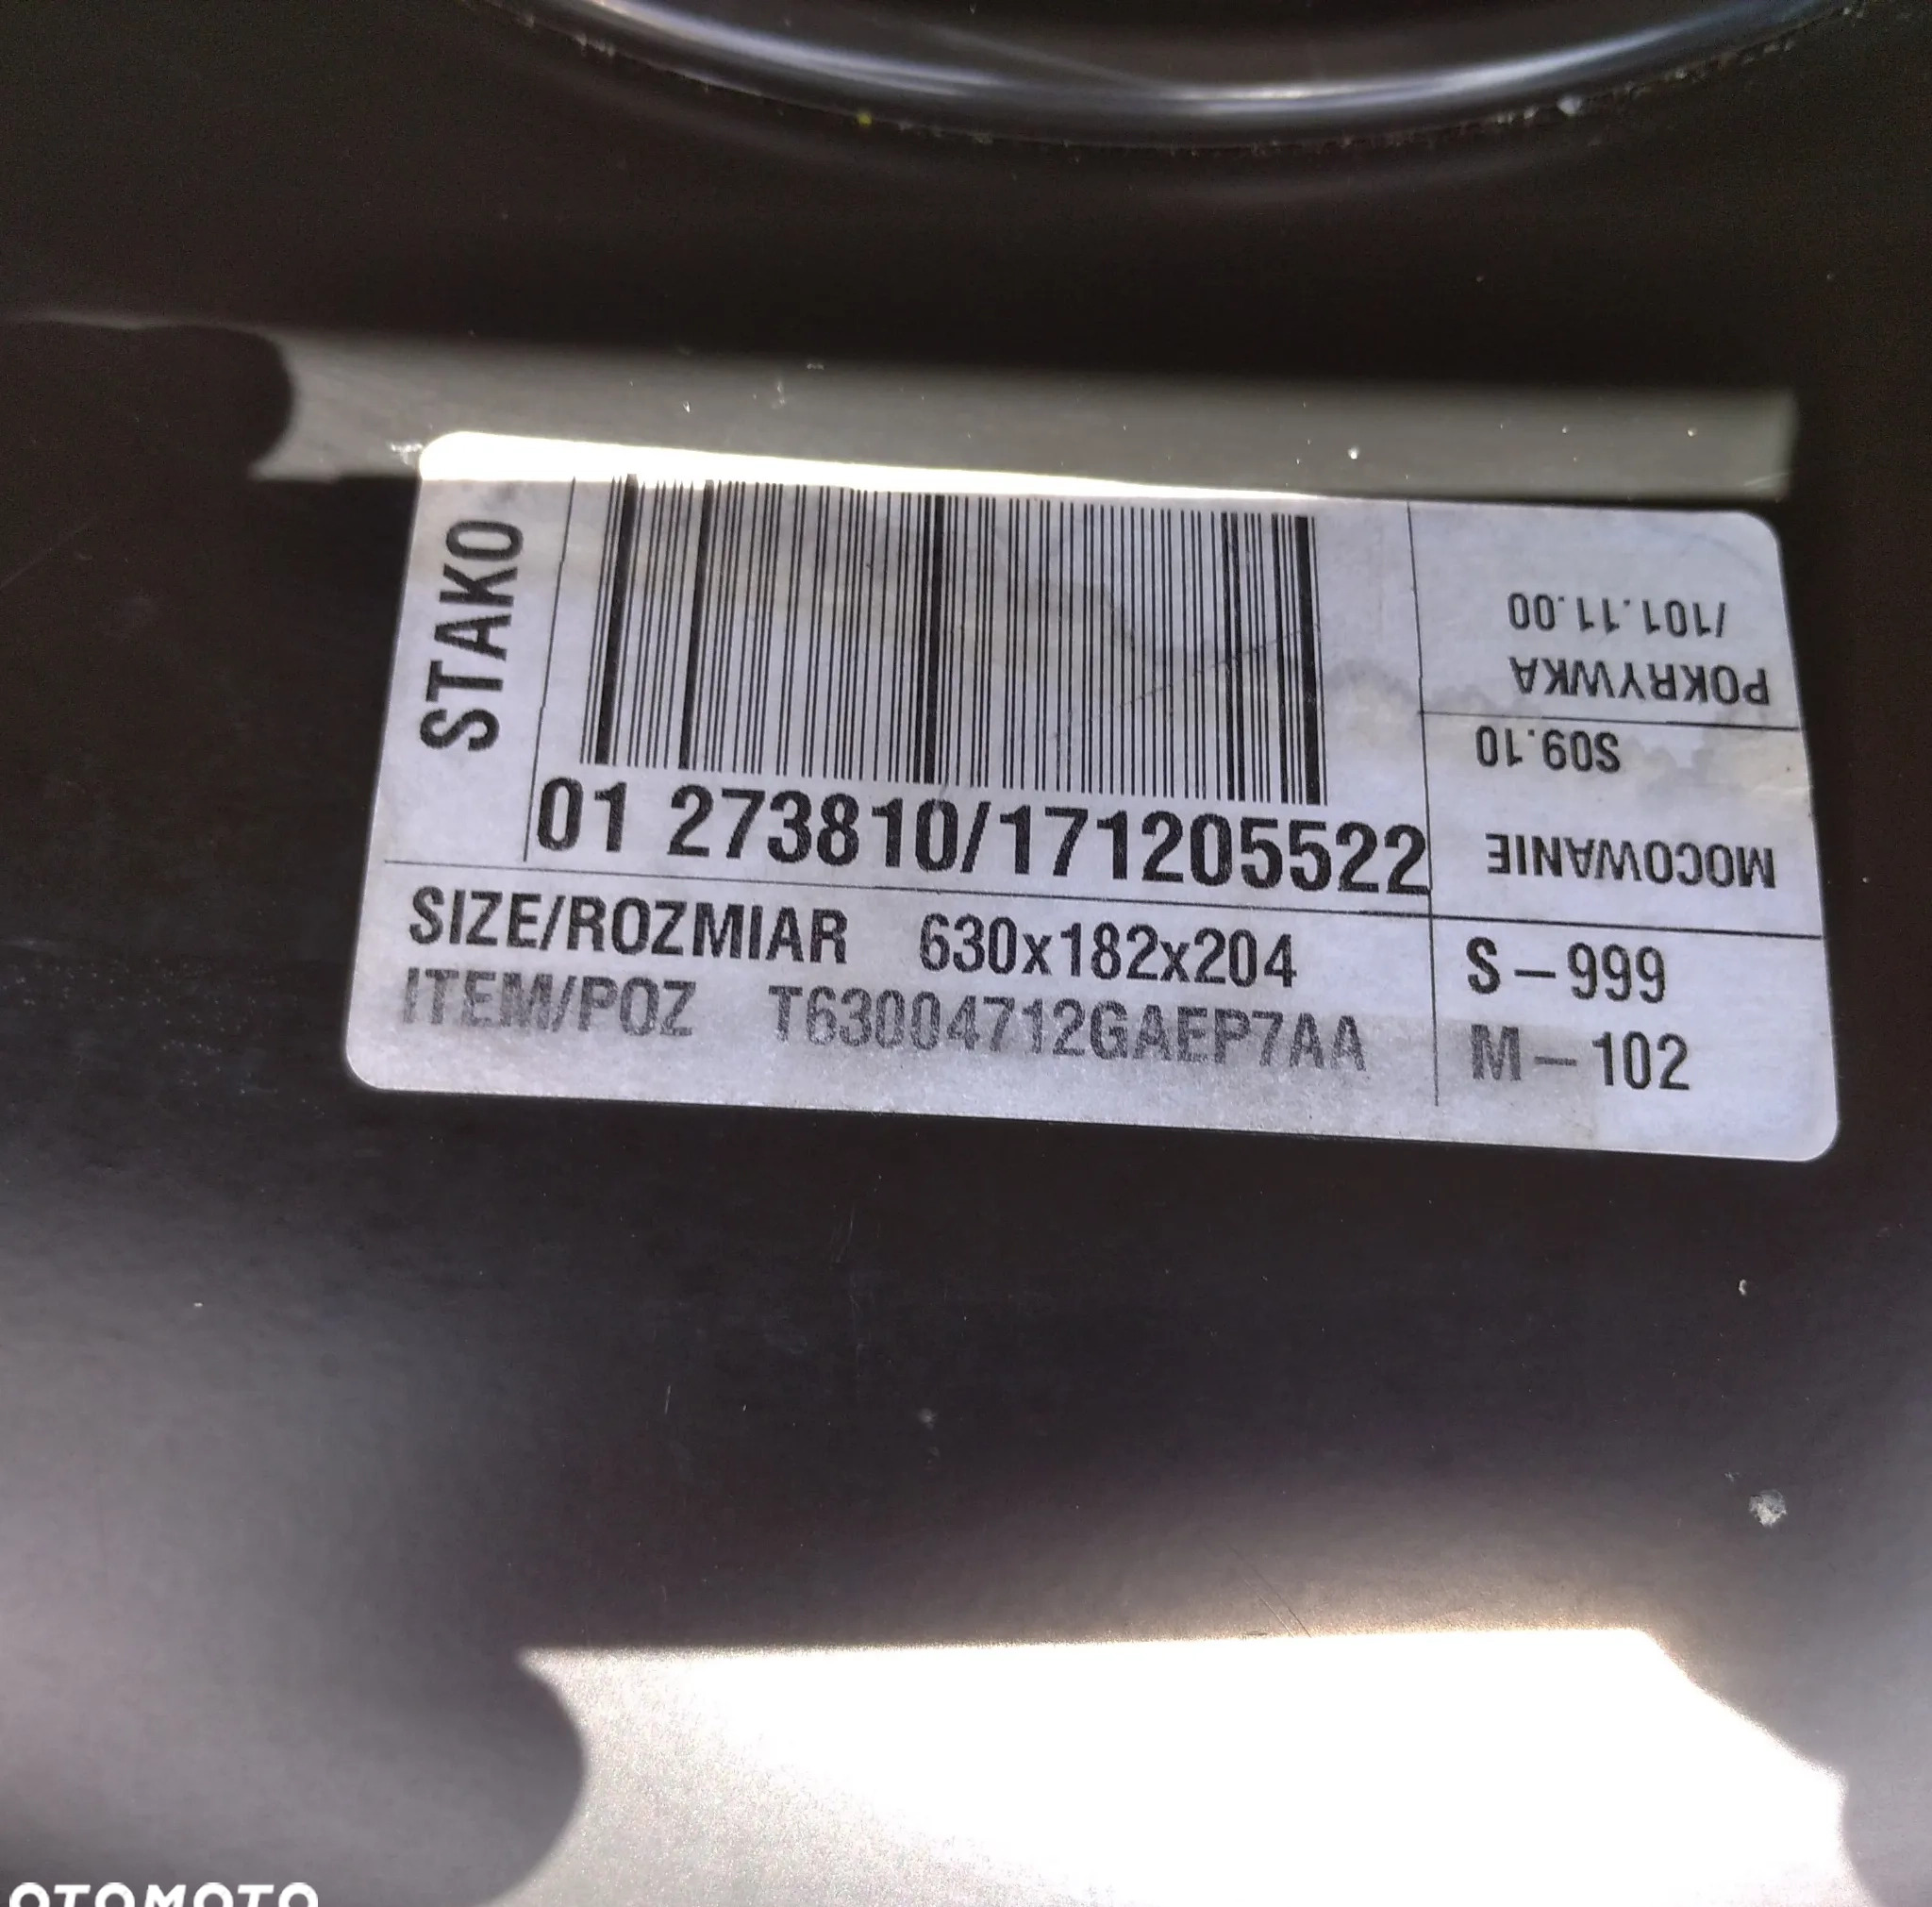 STAKO
01 273810/171205522
SIZE/ROZMIAR 630x182x204
ITEM/POZ T63004712GAEP7AA
S-999
M-102
MOCOWANIE
S09.10
POKRYWKA
/101.11.00
OTOMOTO